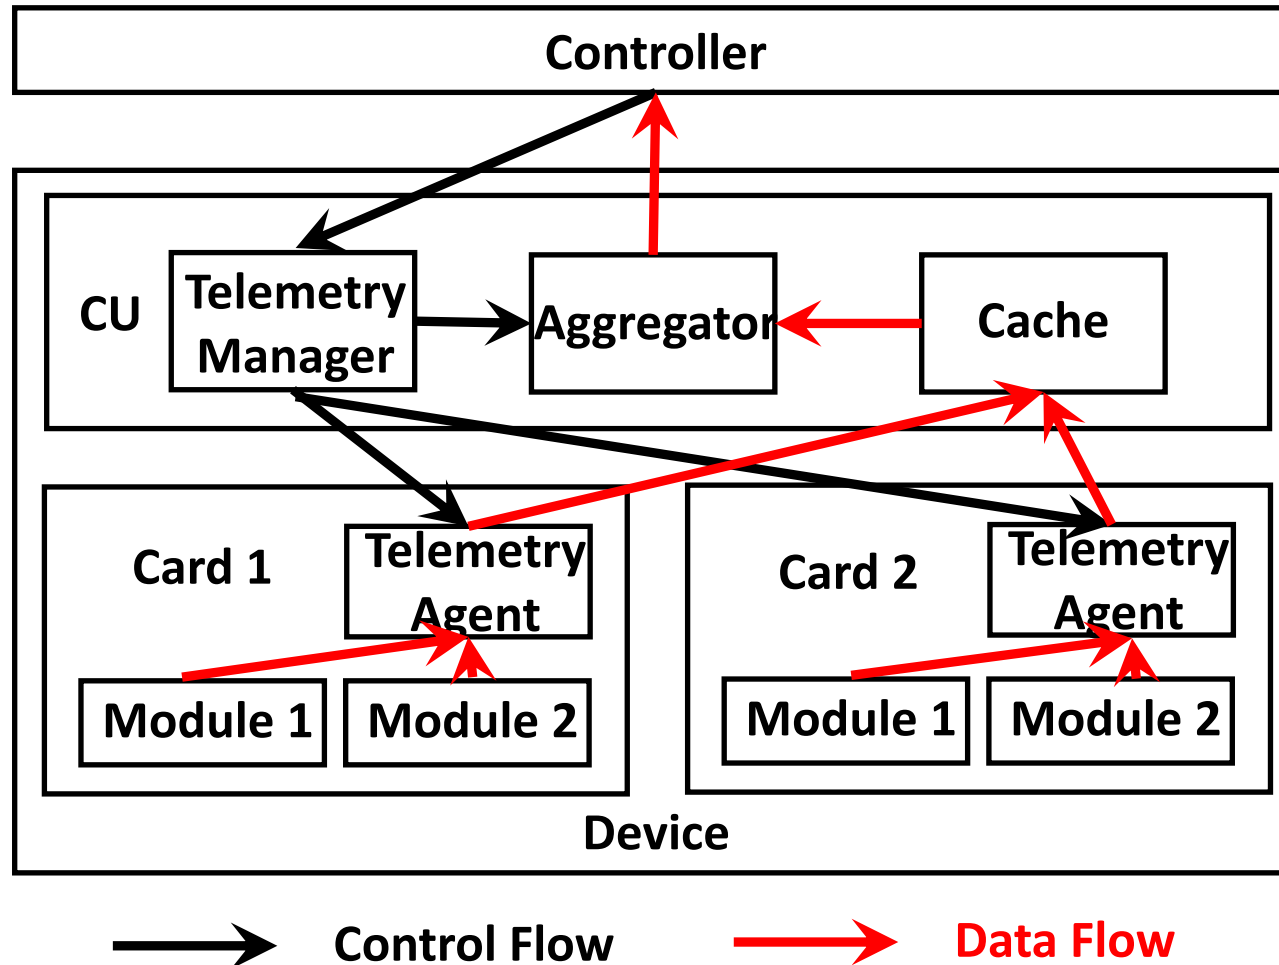 Controller
CU
Telemetry
Manager
Aggregator
Cache
Card 1
Telemetry
Agent
Module 1
Module 2
Card 2
Telemetry
Agent
Module 1
Module 2
Device
Control Flow
Data Flow